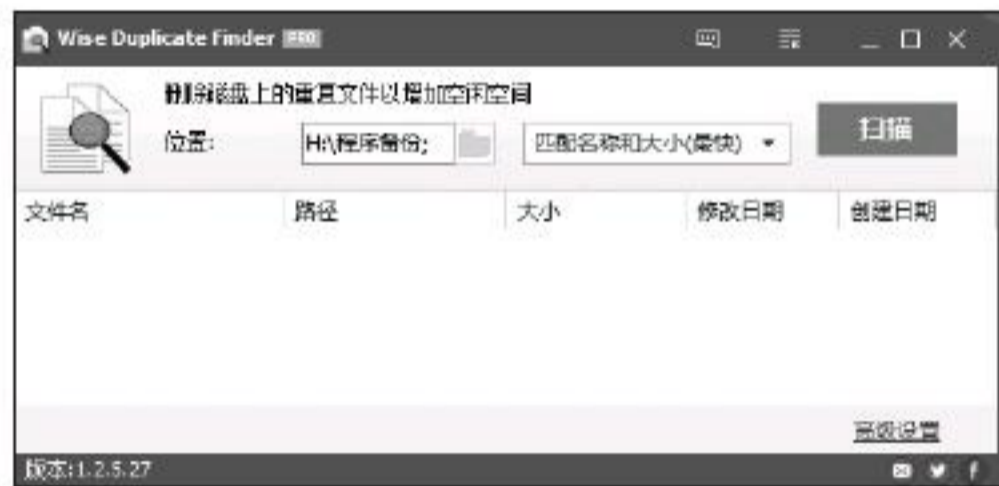 Wise Duplicate Finder PRO
删除磁盘上的重复文件以增加空闲空间
位置: H:\程序备份; 匹配名称和大小(最快) 扫描
文件名 路径 大小 修改日期 创建日期
高级设置
版本:1.2.5.27